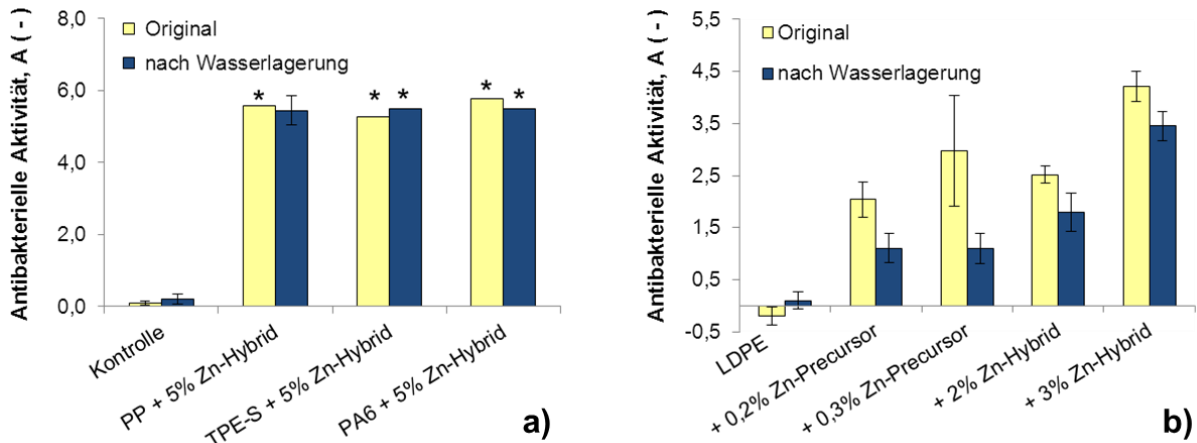 Antibakterielle Aktivität, A ( - )
8,0
6,0
4,0
2,0
0,0
Original
nach Wasserlagerung
*
* *
* *
Kontrolle
PP + 5% Zn-Hybrid
TPE-S + 5% Zn-Hybrid
PA6 + 5% Zn-Hybrid
a)
Antibakterielle Aktivität, A ( - )
5,5
4,5
3,5
2,5
1,5
0,5
-0,5
Original
nach Wasserlagerung
LDPE
+ 0,2% Zn-Precursor
+ 0,3% Zn-Precursor
+ 2% Zn-Hybrid
+ 3% Zn-Hybrid
b)